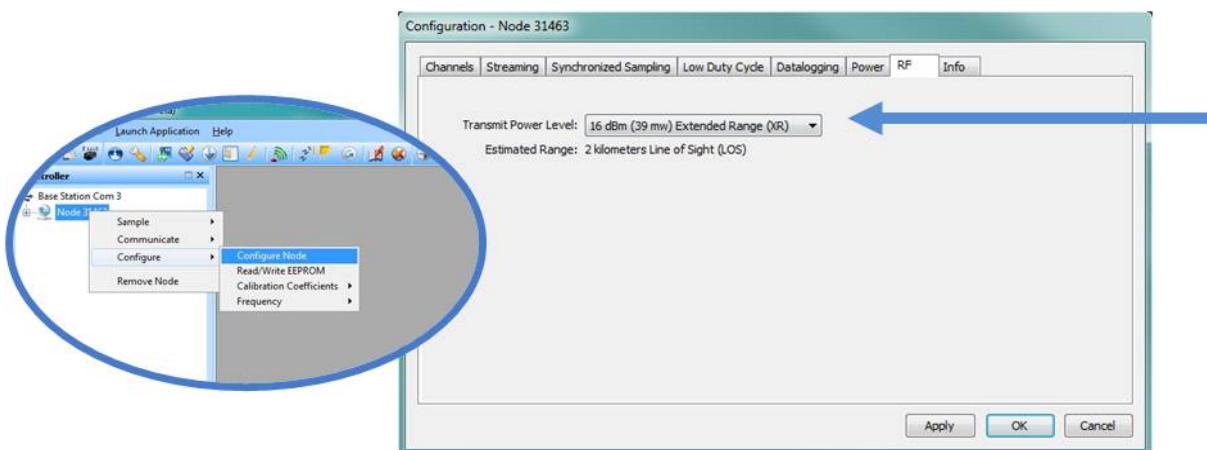 Configuration - Node 31463
Channels Streaming Synchronized Sampling Low Duty Cycle Datalogging Power RF Info
Transmit Power Level: 16 dBm (39 mw) Extended Range (XR)
Estimated Range: 2 kilometers Line of Sight (LOS)
Apply OK Cancel
Launch Application Help
troller
Base Station Com 3
Node
Sample
Communicate
Configure
Remove Node
Configure Node
Read/Write EEPROM
Calibration Coefficients
Frequency